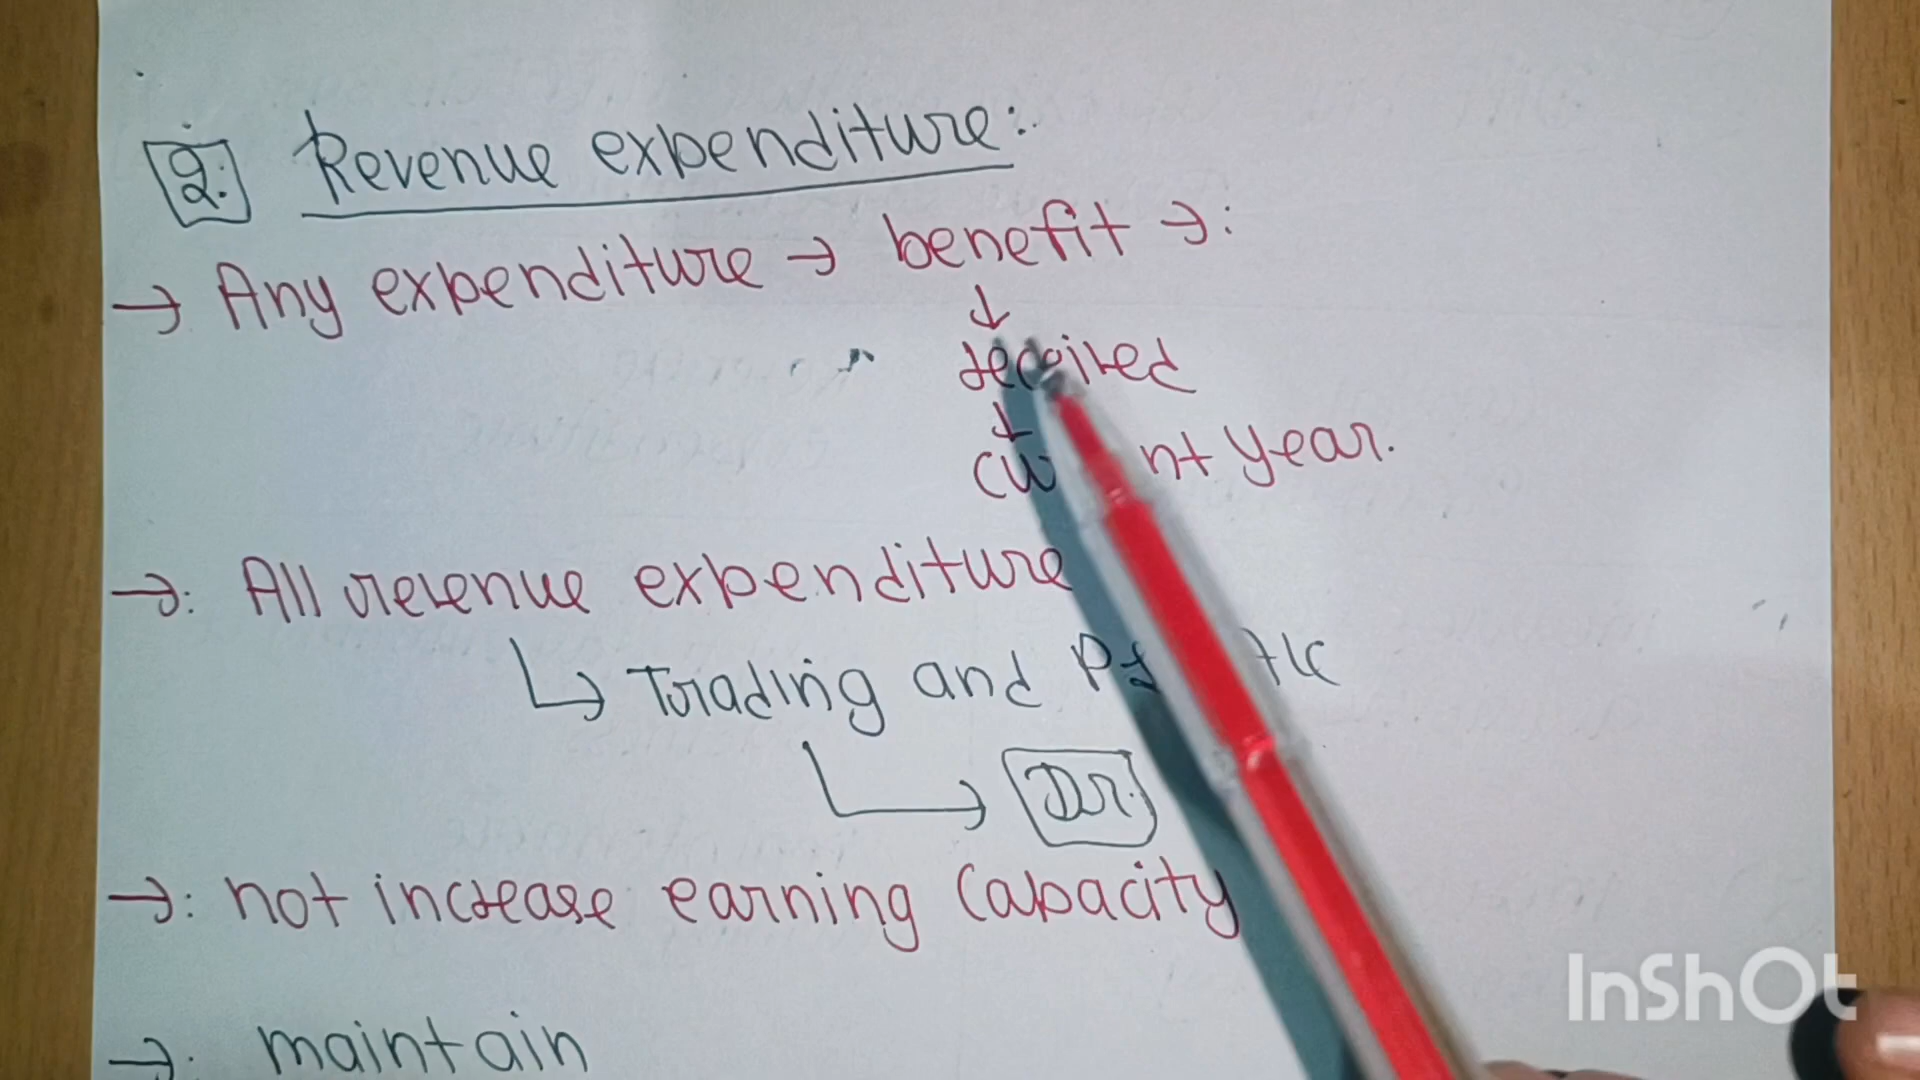 2. Revenue expenditure:
→ Any expenditure → benefit →:
↓
received
↓
nt year.
→: All revenue expenditure
↳ Trading and
→ Dr.
→: not increase earning capacity
→: maintain
InShOt